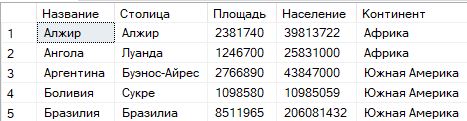 Название Столица Площадь Население Континент
1 Алжир Алжир 2381740 39813722 Африка
2 Ангола Луанда 1246700 25831000 Африка
3 Аргентина Буэнос-Айрес 2766890 43847000 Южная Америка
4 Боливия Сукре 1098580 10985059 Южная Америка
5 Бразилия Бразилиа 8511965 206081432 Южная Америка